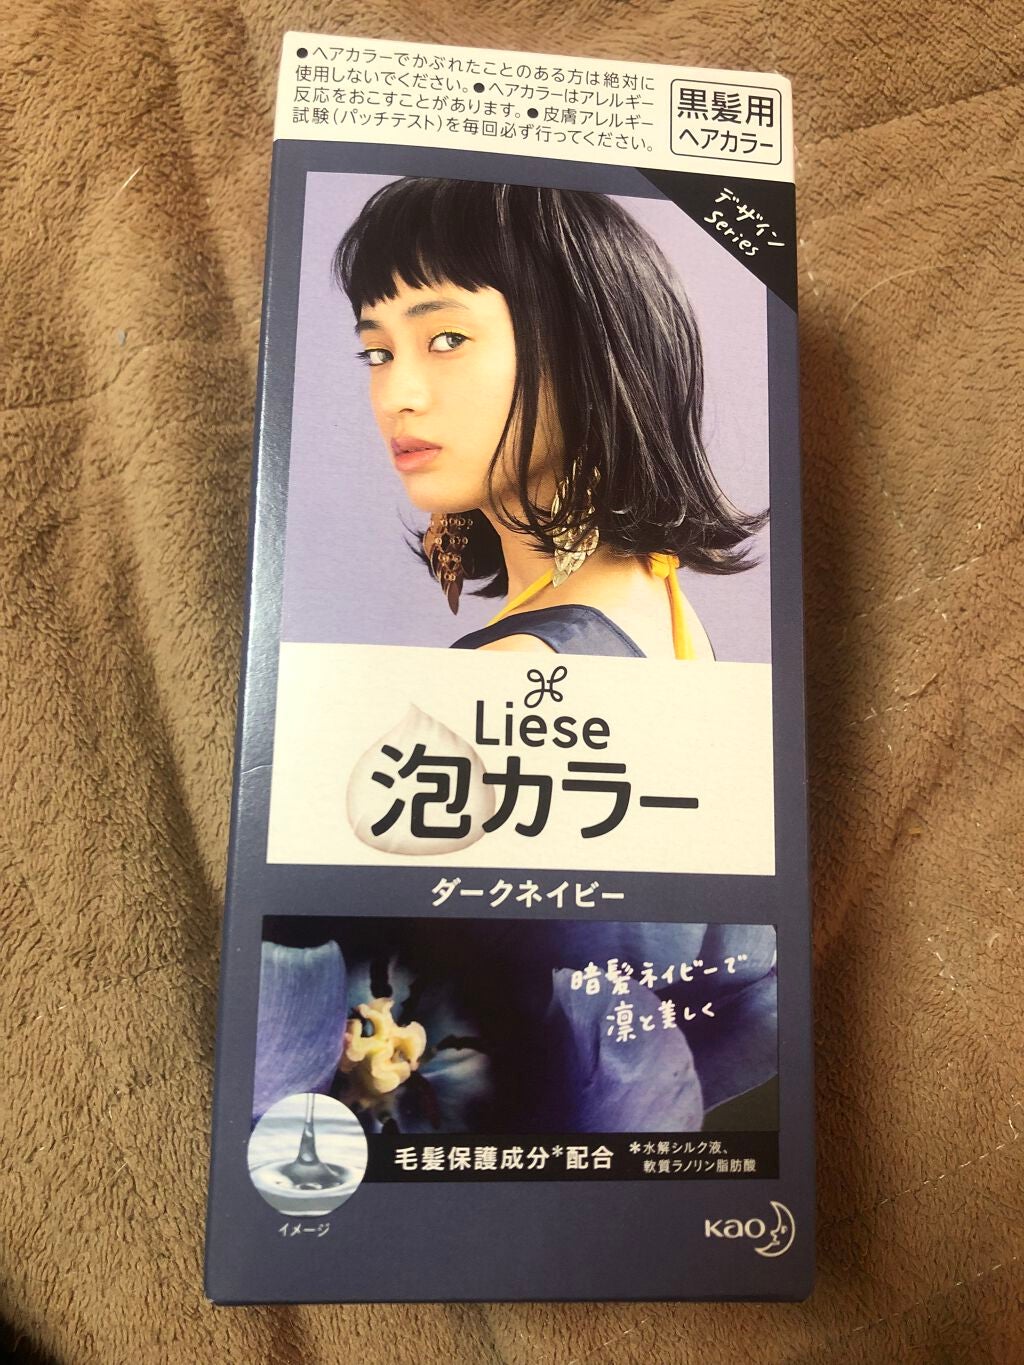 ●ヘアカラーでかぶれたことのある方は絶対に
使用しないでください。●ヘアカラーはアレルギー
反応をおこすことがあります。●皮膚アレルギー
試験(パッチテスト)を毎回必ず行ってください。
黒髪用
ヘアカラー
デザイン
Series
Liese
泡カラー
ダークネイビー
暗髪ネイビーで
凛と美しく
毛髪保護成分*配合
*水解シルク液、
軟質ラノリン脂肪酸
イメージ
Kao